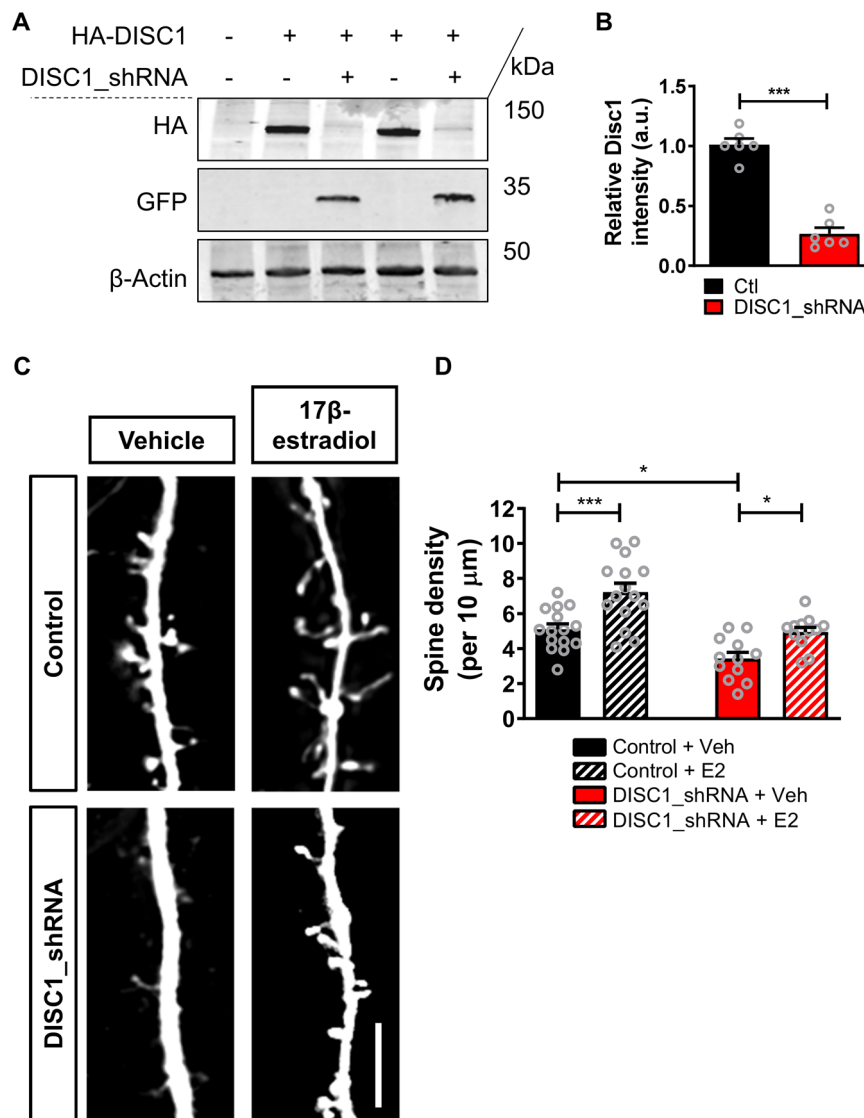 A
HA-DISC1 - + + + +
DISC1_shRNA - - + - +
kDa
HA
150
GFP
35
β-Actin
50
B
Relative Disc1
intensity (a.u.)
1.5
1.0
0.5
0.0
***
Ctl
DISC1_shRNA
C
Vehicle
17β-
estradiol
Control
DISC1_shRNA
D
Spine density
(per 10 μm)
12
10
8
6
4
2
0
*
***
*
Control + Veh
Control + E2
DISC1_shRNA + Veh
DISC1_shRNA + E2